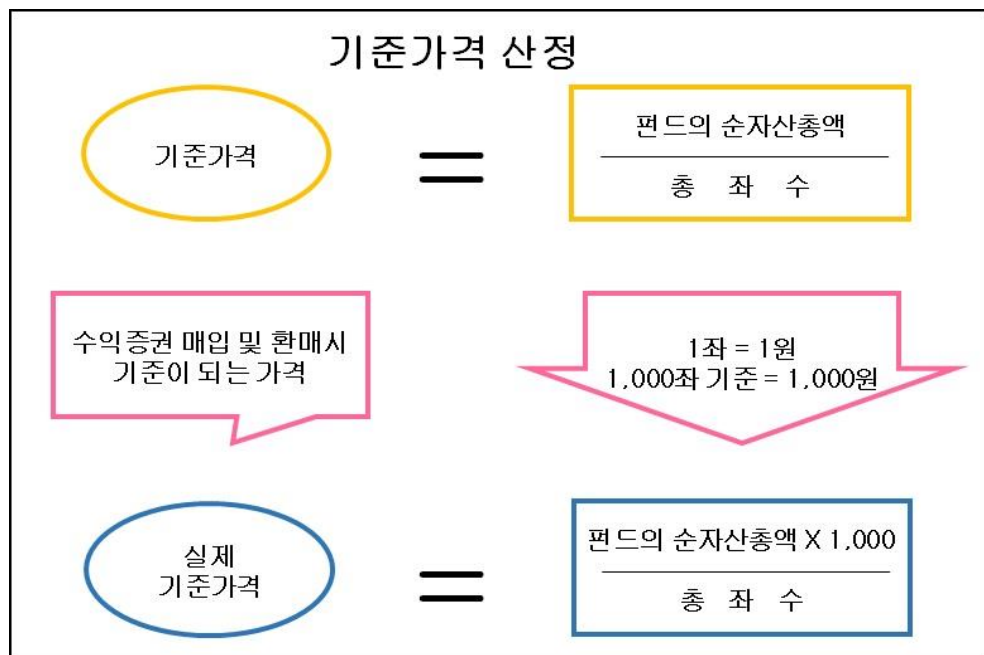 기준가격 산정
기준가격
=
펀드의 순자산총액
총 좌 수
수익증권 매입 및 환매시
기준이 되는 가격
1좌 = 1원
1,000좌 기준 = 1,000원
실제
기준가격
=
펀드의 순자산총액 X 1,000
총 좌 수